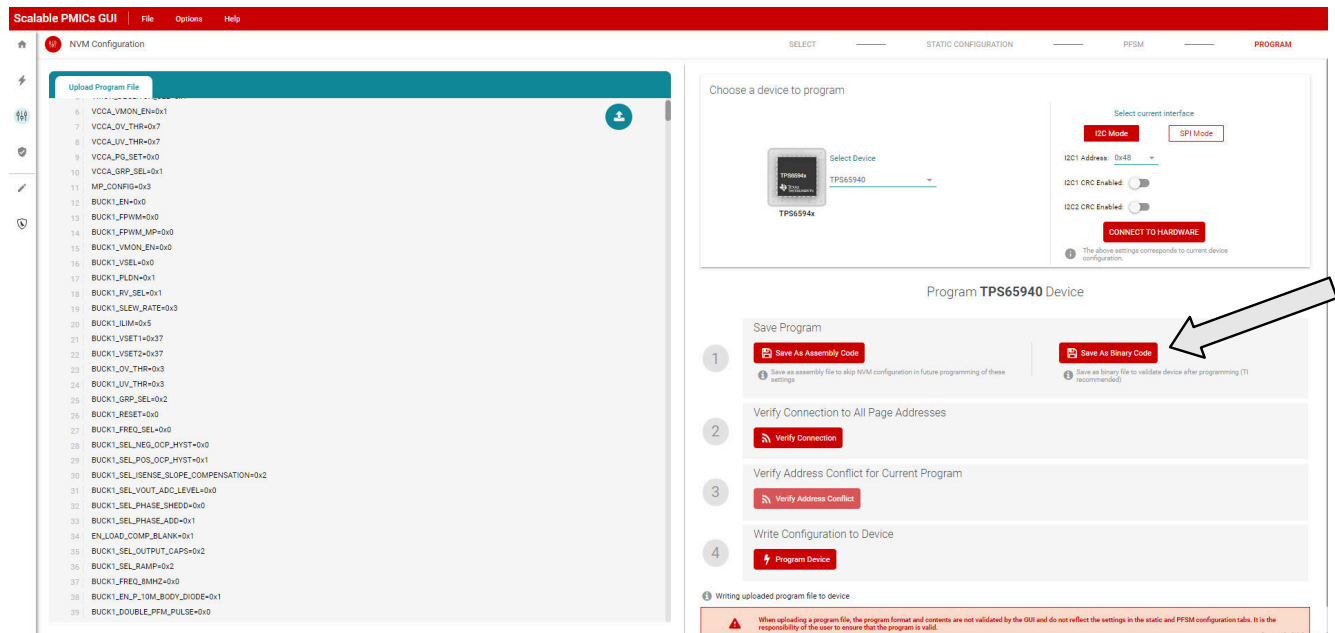 Scalable PMICs GUI File Options Help
NVM Configuration
SELECT STATIC CONFIGURATION PFSM PROGRAM
Upload Program File
6 VCCA_VMON_EN=0x1
7 VCCA_OV_THR=0x7
8 VCCA_UV_THR=0x7
9 VCCA_PG_SET=0x0
10 VCCA_GRP_SEL=0x1
11 MP_CONFIG=0x3
12 BUCK1_EN=0x0
13 BUCK1_FPWM=0x0
14 BUCK1_FPWM_MP=0x0
15 BUCK1_VMON_EN=0x0
16 BUCK1_VSEL=0x0
17 BUCK1_PLDN=0x1
18 BUCK1_RV_SEL=0x1
19 BUCK1_SLEW_RATE=0x3
20 BUCK1_ILIM=0x5
21 BUCK1_VSET1=0x37
22 BUCK1_VSET2=0x37
23 BUCK1_OV_THR=0x3
24 BUCK1_UV_THR=0x3
25 BUCK1_GRP_SEL=0x2
26 BUCK1_RESET=0x0
27 BUCK1_FREQ_SEL=0x0
28 BUCK1_SEL_NEG_OCP_HYST=0x0
29 BUCK1_SEL_POS_OCP_HYST=0x1
30 BUCK1_SEL_ISENSE_SLOPE_COMPENSATION=0x2
31 BUCK1_SEL_VOUT_ADC_LEVEL=0x0
32 BUCK1_SEL_PHASE_SHEDD=0x0
33 BUCK1_SEL_PHASE_ADD=0x1
34 EN_LOAD_COMP_BLANK=0x1
35 BUCK1_SEL_OUTPUT_CAPS=0x2
36 BUCK1_SEL_RAMP=0x2
37 BUCK1_FREQ_8MHZ=0x0
38 BUCK1_EN_P_10M_BODY_DIODE=0x1
39 BUCK1_DOUBLE_PFM_PULSE=0x0
Choose a device to program
TPS6594x
TEXAS INSTRUMENTS
TPS6594x
Select Device
TPS65940
Select current interface
I2C Mode SPI Mode
I2C1 Address: 0x48
I2C1 CRC Enabled:
I2C2 CRC Enabled:
CONNECT TO HARDWARE
The above settings corresponds to current device
configuration.
Program TPS65940 Device
1
Save Program
Save As Assembly Code
Save as assembly file to skip NVM configuration in future programming of these
settings
Save As Binary Code
Save as binary file to validate device after programming (TI
recommended)
2
Verify Connection to All Page Addresses
Verify Connection
3
Verify Address Conflict for Current Program
Verify Address Conflict
4
Write Configuration to Device
Program Device
Writing uploaded program file to device
When uploading a program file, the program format and contents are not validated by the GUI and do not reflect the settings in the static and PFSM configuration tabs. It is the
responsibility of the user to ensure that the program is valid.